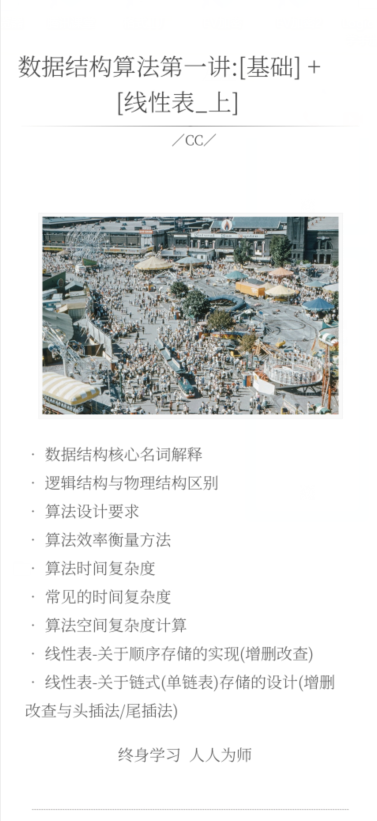 数据结构算法第一讲:[基础] +
[线性表_上]
／CC／
· 数据结构核心名词解释
· 逻辑结构与物理结构区别
· 算法设计要求
· 算法效率衡量方法
· 算法时间复杂度
· 常见的时间复杂度
· 算法空间复杂度计算
· 线性表-关于顺序存储的实现(增删改查)
· 线性表-关于链式(单链表)存储的设计(增删
改查与头插法/尾插法)
终身学习 人人为师